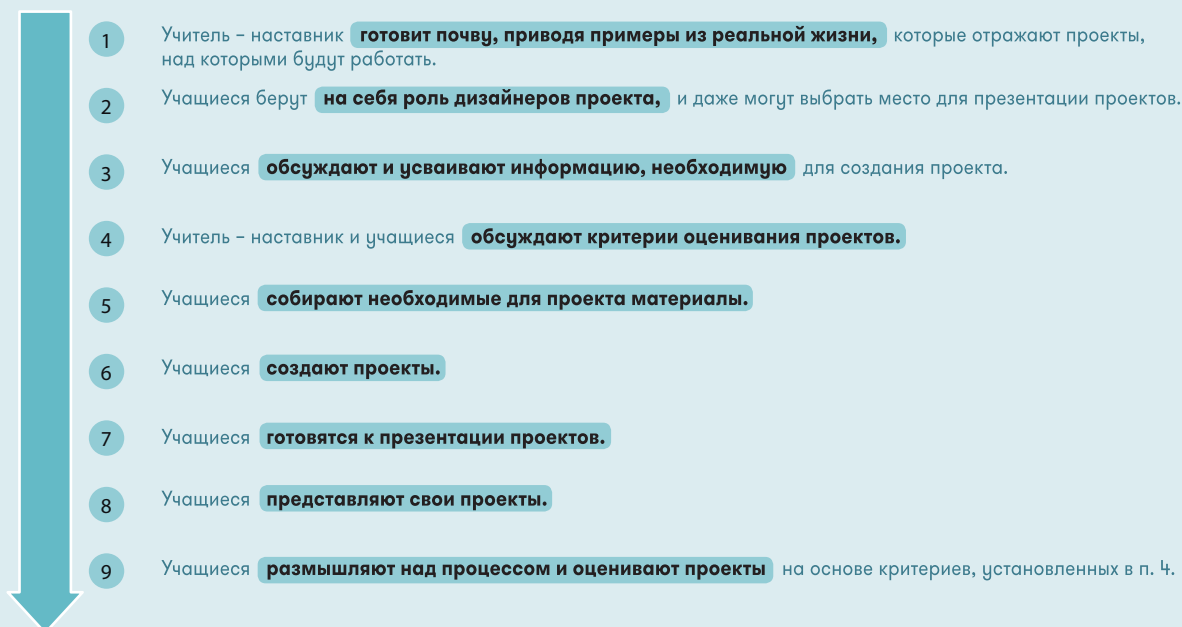 1 Учитель – наставник готовит почву, приводя примеры из реальной жизни, которые отражают проекты,
над которыми будут работать.
2 Учащиеся берут на себя роль дизайнеров проекта, и даже могут выбрать место для презентации проектов.
3 Учащиеся обсуждают и усваивают информацию, необходимую для создания проекта.
4 Учитель – наставник и учащиеся обсуждают критерии оценивания проектов.
5 Учащиеся собирают необходимые для проекта материалы.
6 Учащиеся создают проекты.
7 Учащиеся готовятся к презентации проектов.
8 Учащиеся представляют свои проекты.
9 Учащиеся размышляют над процессом и оценивают проекты на основе критериев, установленных в п. 4.